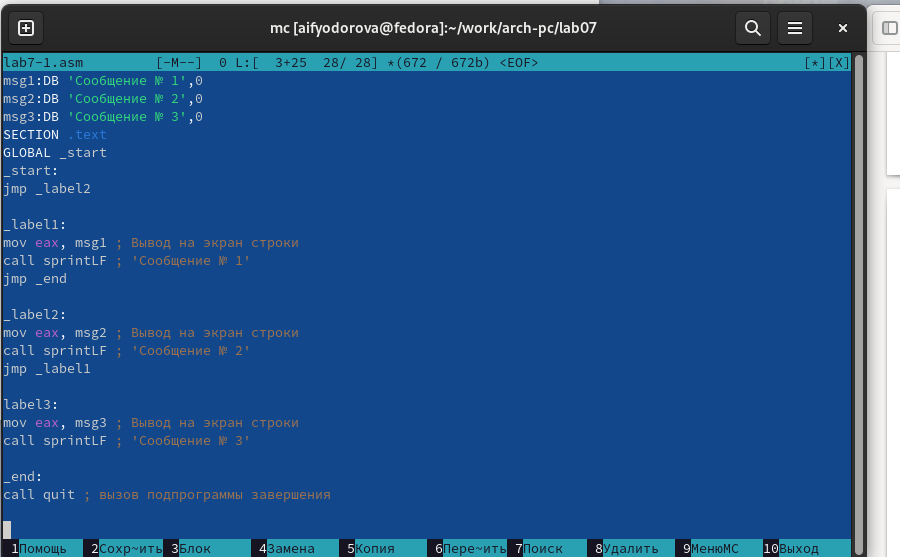 mc [aifyodorova@fedora]:~/work/arch-pc/lab07
lab7-1.asm [-M--] 0 L:[ 3+25 28/ 28] *(672 / 672b) <EOF> [*][X]
msg1:DB 'Сообщение № 1',0
msg2:DB 'Сообщение № 2',0
msg3:DB 'Сообщение № 3',0
SECTION .text
GLOBAL _start
_start:
jmp _label2
_label1:
mov eax, msg1 ; Вывод на экран строки
call sprintLF ; 'Сообщение № 1'
jmp _end
_label2:
mov eax, msg2 ; Вывод на экран строки
call sprintLF ; 'Сообщение № 2'
jmp _label1
label3:
mov eax, msg3 ; Вывод на экран строки
call sprintLF ; 'Сообщение № 3'
_end:
call quit ; вызов подпрограммы завершения
1Помощь 2Сохр~ить 3Блок 4Замена 5Копия 6Пере~ить 7Поиск 8Удалить 9МенюМС 10Выход